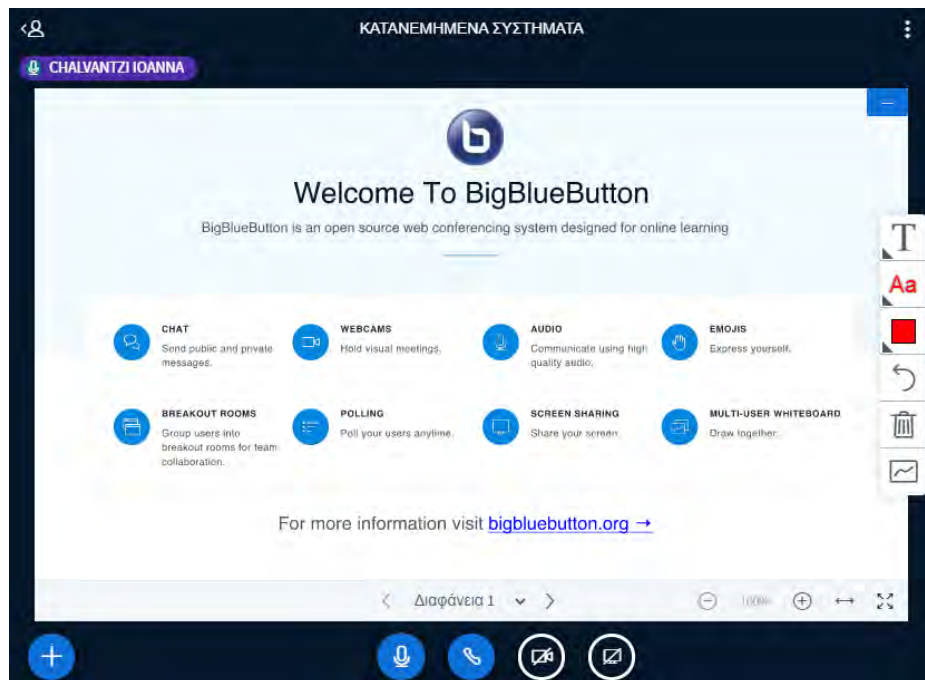 ΚΑΤΑΝΕΜΗΜΕΝΑ ΣΥΣΤΗΜΑΤΑ
CHALVANTZI IOANNA
Welcome To BigBlueButton
BigBlueButton is an open source web conferencing system designed for online learning
T
Aa
CHAT
Send public and private
messages.
WEBCAMS
Hold visual meetings.
AUDIO
Communicate using high
quality audio.
EMOJIS
Express yourself.
BREAKOUT ROOMS
Group users into
breakout rooms for team
collaboration.
POLLING
Poll your users anytime.
SCREEN SHARING
Share your screen.
MULTI-USER WHITEBOARD
Draw together.
For more information visit bigbluebutton.org →
Διαφάνεια 1
100%